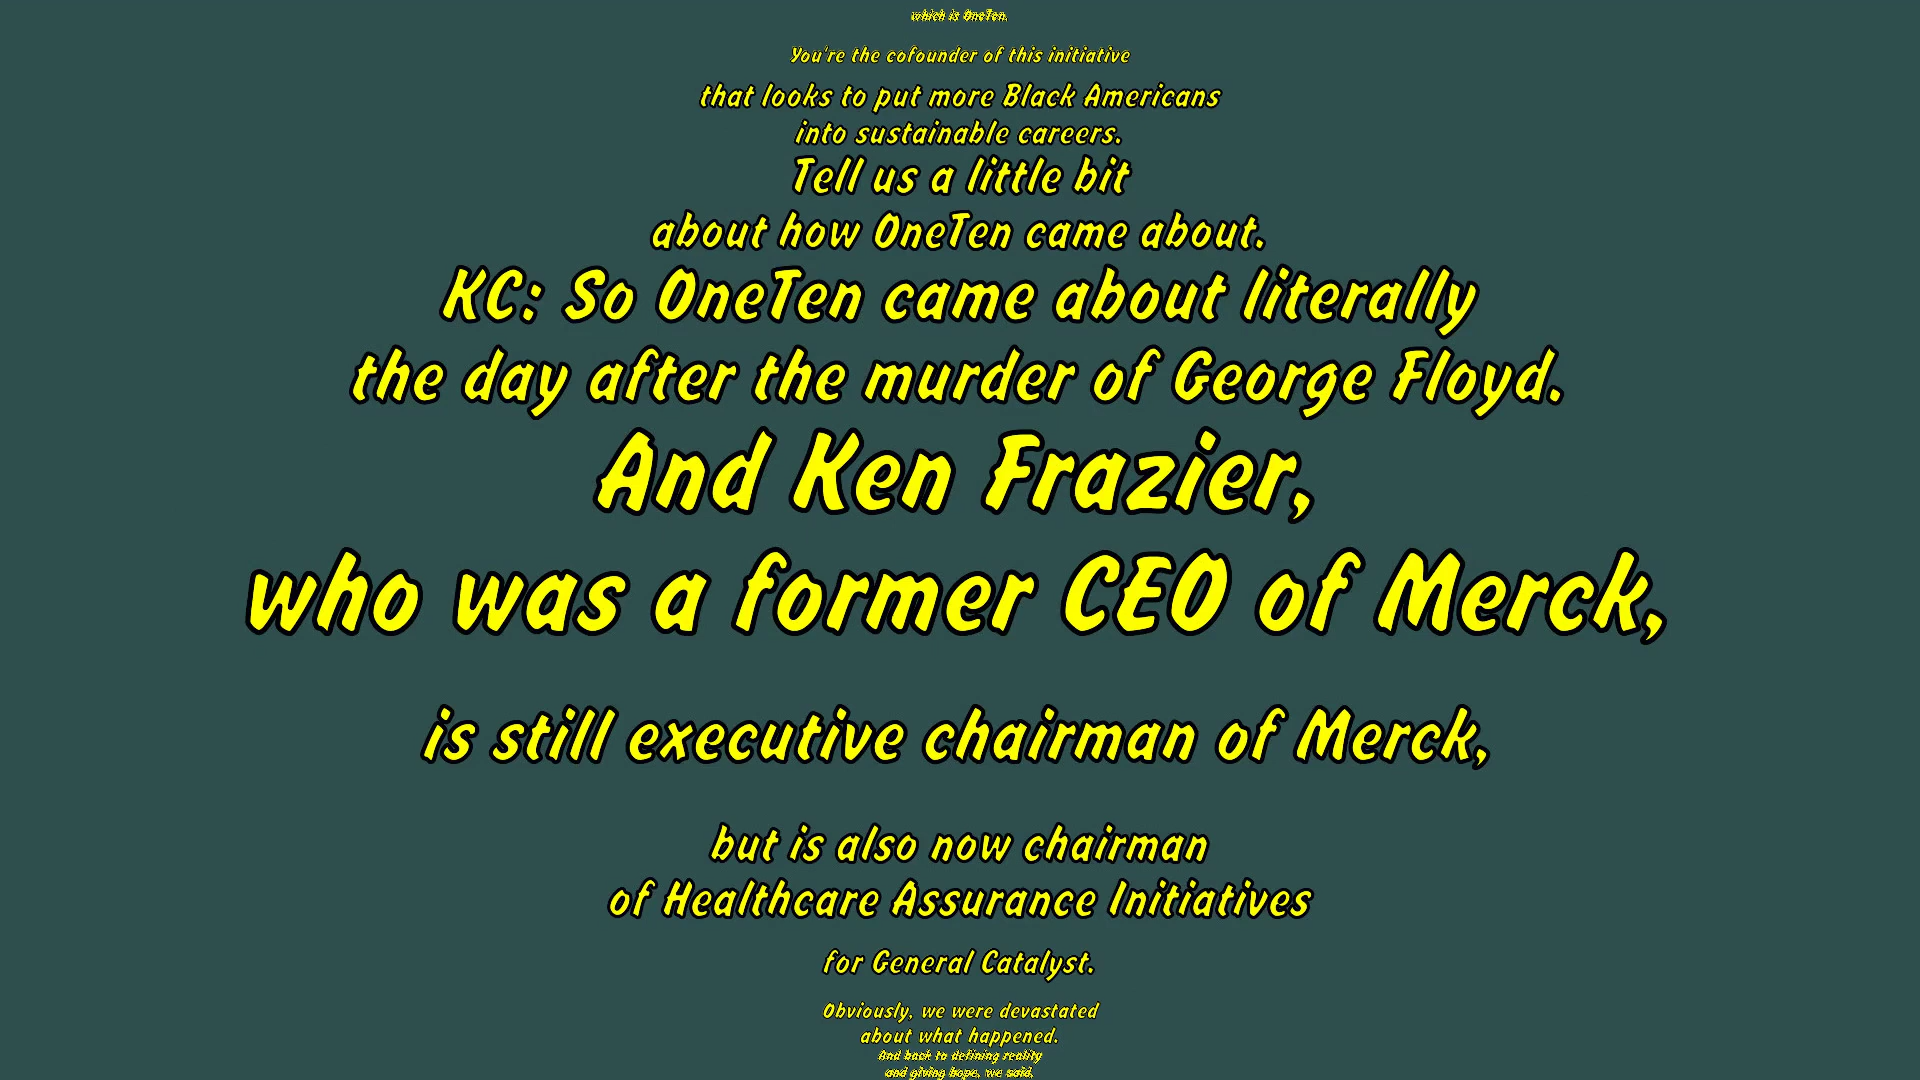 which is OneTen.
You're the cofounder of this initiative
that looks to put more Black Americans
into sustainable careers.
Tell us a little bit
about how OneTen came about.
KC: So OneTen came about literally
the day after the murder of George Floyd.
And Ken Frazier,
who was a former CEO of Merck,
is still executive chairman of Merck,
but is also now chairman
of Healthcare Assurance Initiatives
for General Catalyst.
Obviously, we were devastated
about what happened.
And back to defining reality
and giving hope, we said,